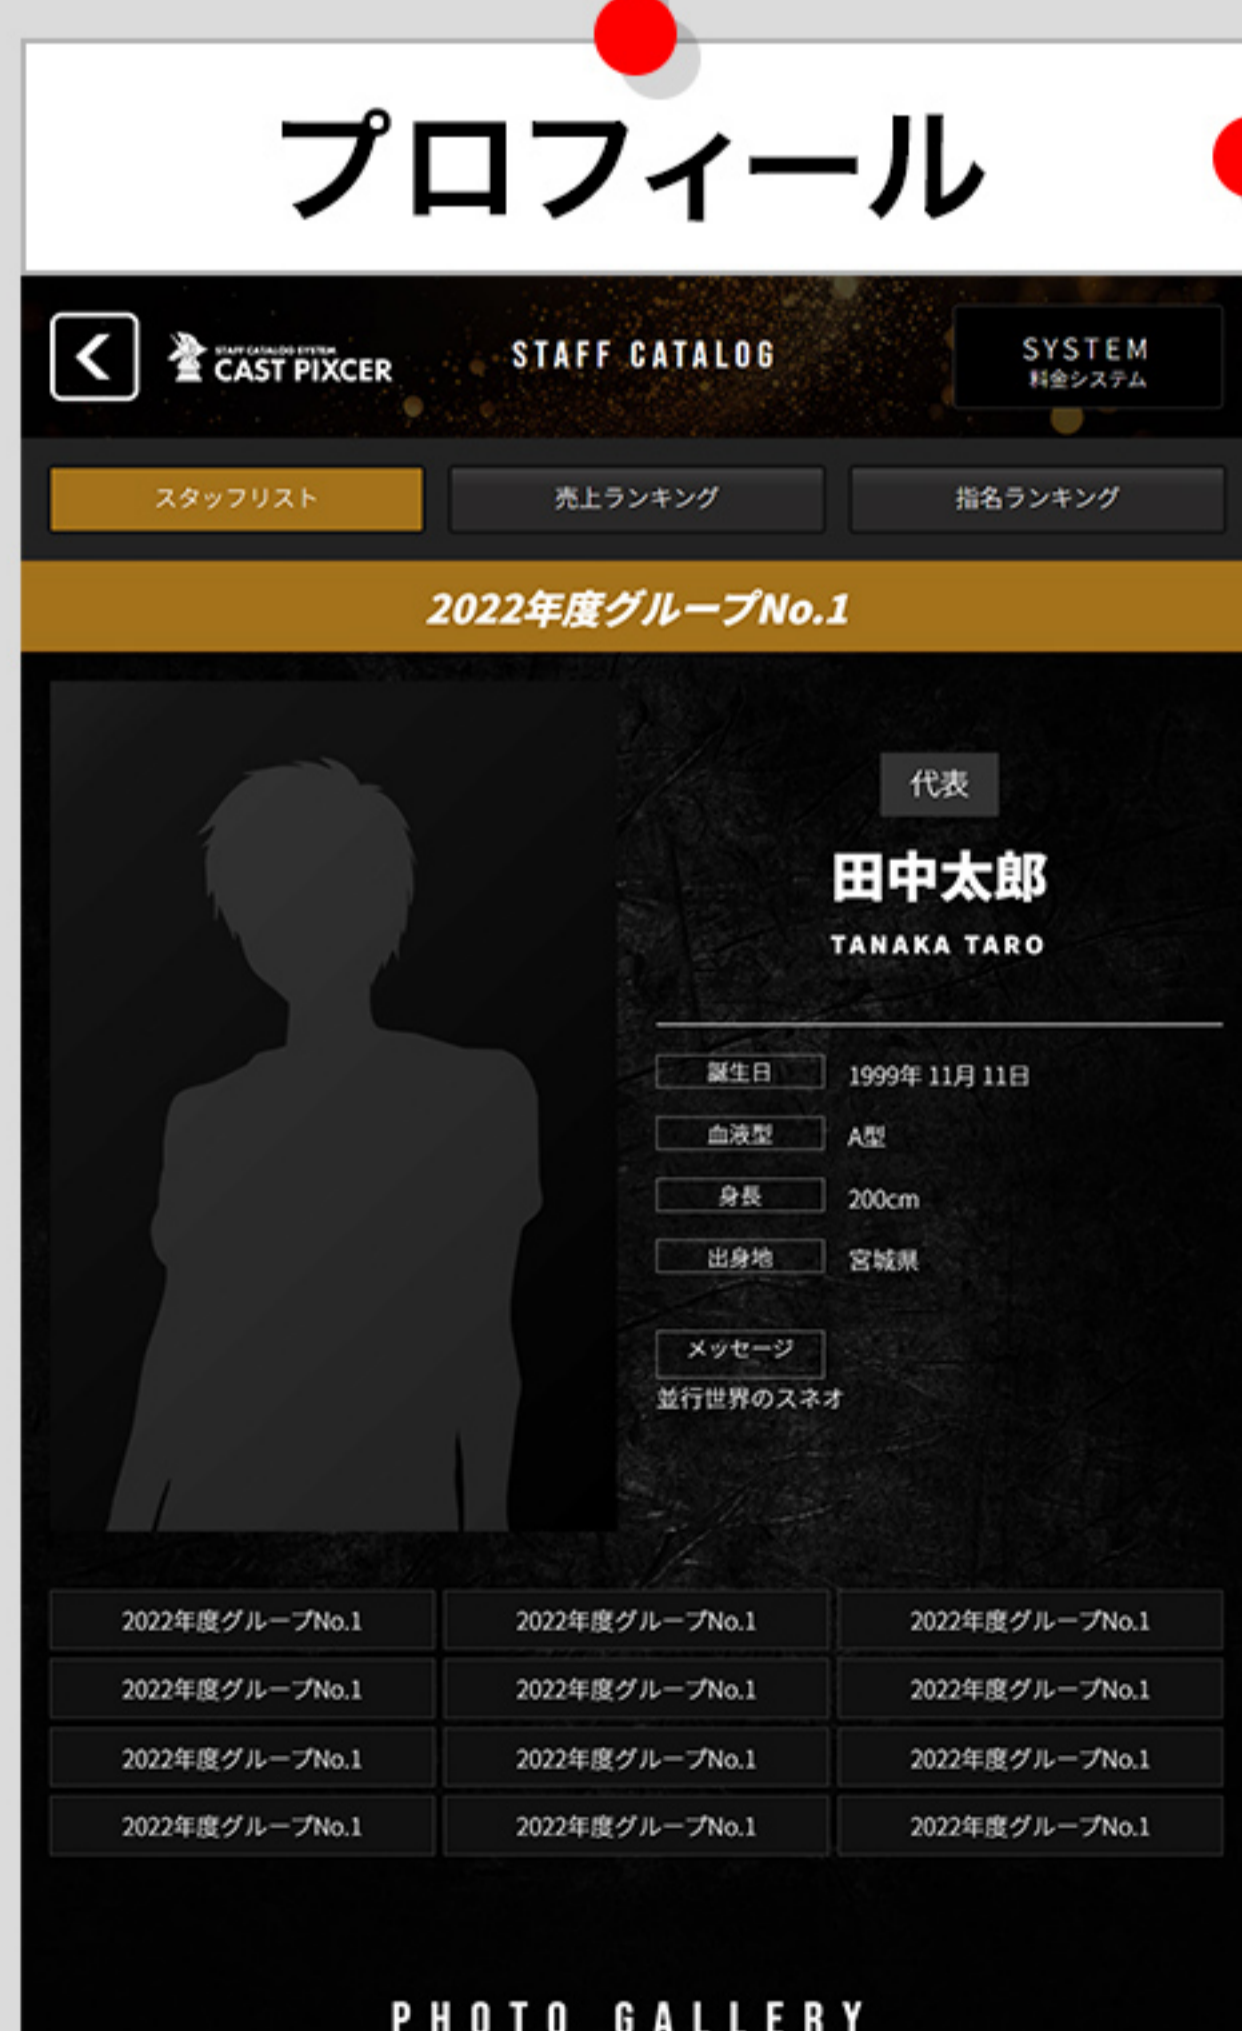 プロフィール
STAFF CATALOG SYSTEM
CAST PIXCER
STAFF CATALOG
SYSTEM
料金システム
スタッフリスト
売上ランキング
指名ランキング
2022年度グループNo.1
代表
田中太郎
TANAKA TARO
誕生日 1999年 11月 11日
血液型 A型
身長 200cm
出身地 宮城県
メッセージ
並行世界のスネオ
2022年度グループNo.1 2022年度グループNo.1 2022年度グループNo.1
2022年度グループNo.1 2022年度グループNo.1 2022年度グループNo.1
2022年度グループNo.1 2022年度グループNo.1 2022年度グループNo.1
2022年度グループNo.1 2022年度グループNo.1 2022年度グループNo.1
PHOTO GALLERY